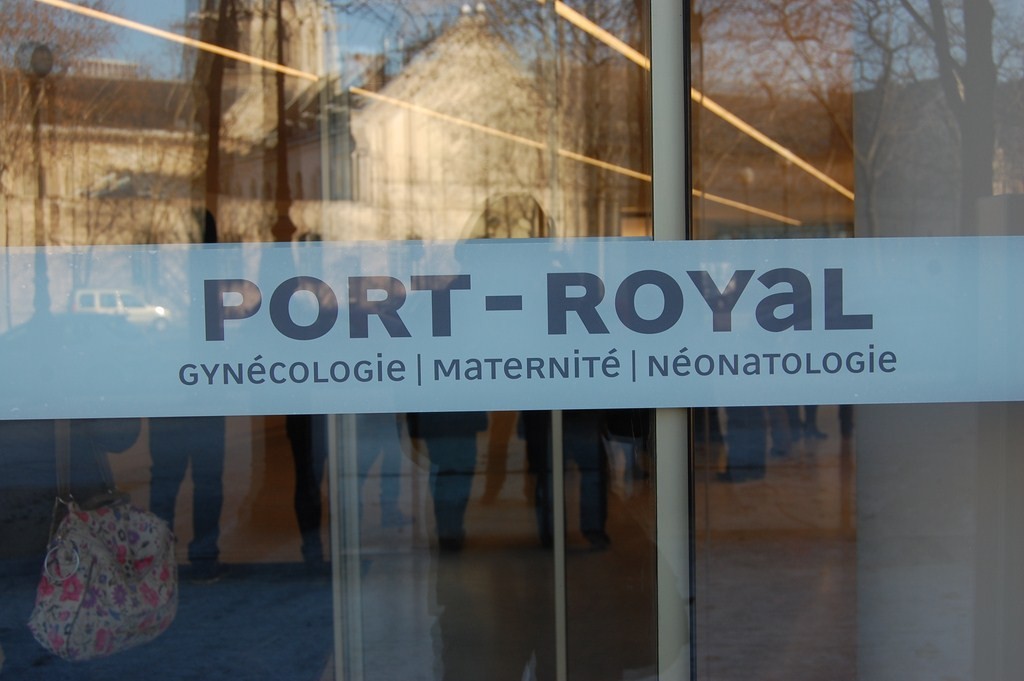 PORT-ROYaL
GYNéCOLOGie | MaTeRNiTé | NéONaTOLOGie